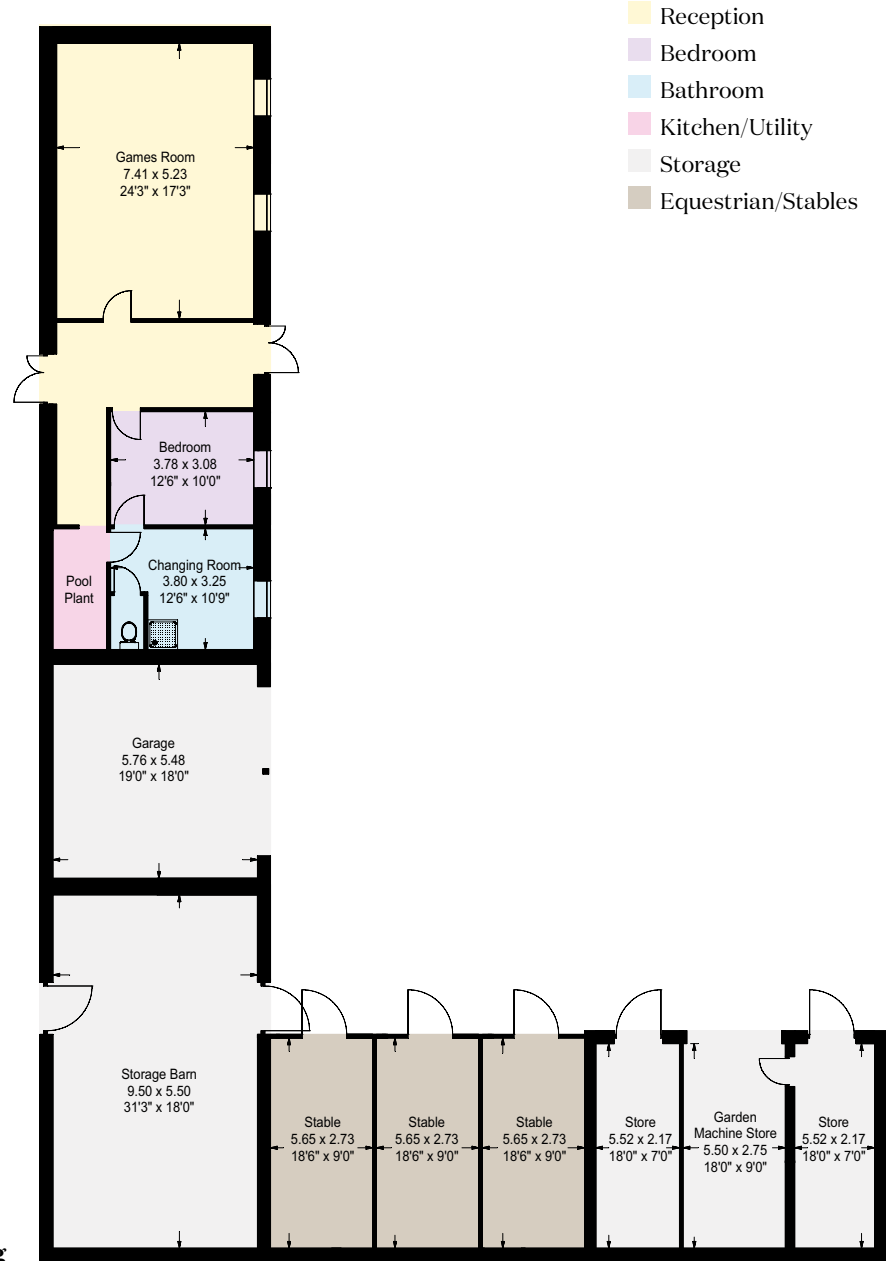 Reception
Bedroom
Bathroom
Kitchen/Utility
Storage
Equestrian/Stables
Games Room
7.41 x 5.23
24'3" x 17'3"
Bedroom
3.78 x 3.08
12'6" x 10'0"
Changing Room
3.80 x 3.25
12'6" x 10'9"
Pool
Plant
Garage
5.76 x 5.48
19'0" x 18'0"
Storage Barn
9.50 x 5.50
31'3" x 18'0"
Stable
5.65 x 2.73
18'6" x 9'0"
Stable
5.65 x 2.73
18'6" x 9'0"
Stable
5.65 x 2.73
18'6" x 9'0"
Store
5.52 x 2.17
18'0" x 7'0"
Garden
Machine Store
5.50 x 2.75
18'0" x 9'0"
Store
5.52 x 2.17
18'0" x 7'0"